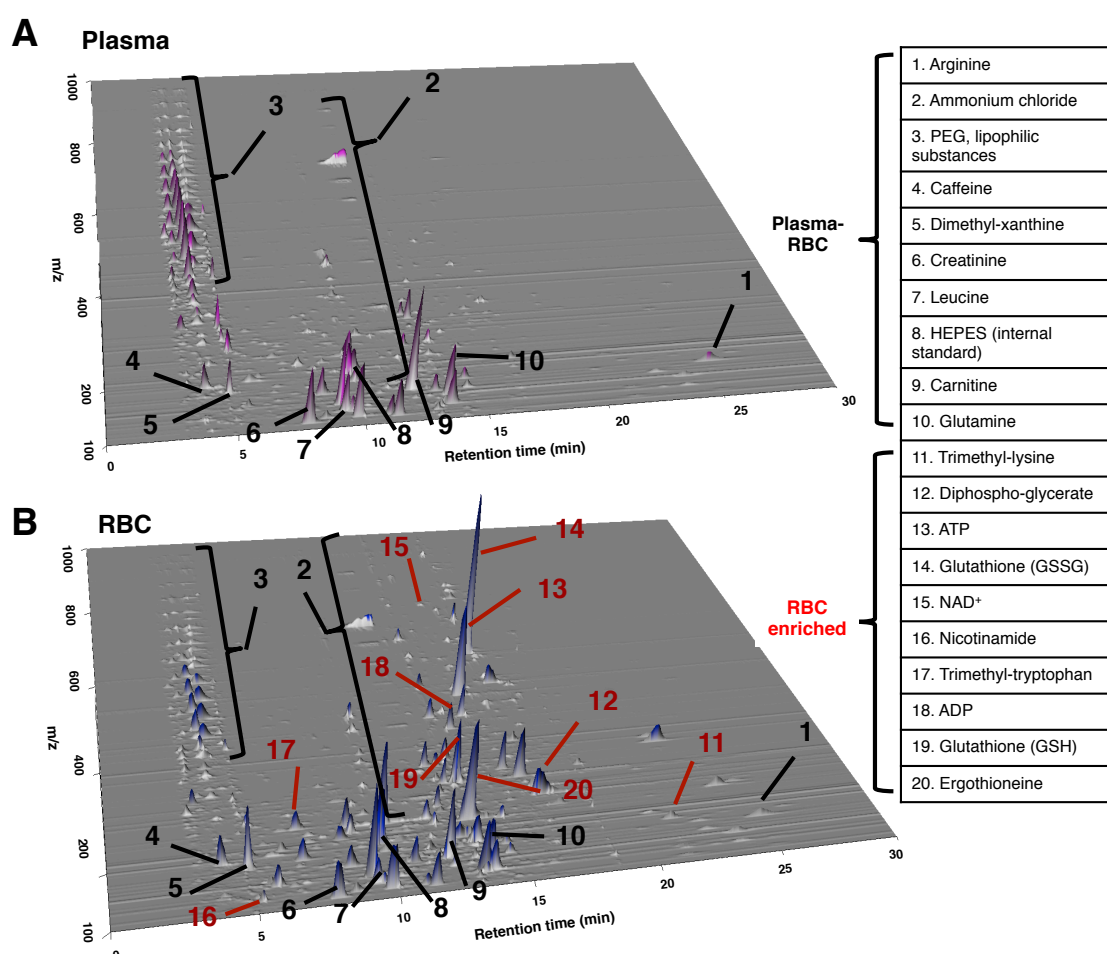 A
Plasma
1000
800
600
400
200
100
m/z
0
5
10
15
20
25
30
Retention time (min)
3
2
1
4
5
6
7
8
9
10
B
RBC
1000
800
600
400
200
100
m/z
0
5
10
15
20
25
30
Retention time (min)
3
2
15
14
13
18
12
17
19
20
11
1
4
5
16
6
7
8
9
10
Plasma-
RBC
RBC
enriched
1. Arginine
2. Ammonium chloride
3. PEG, lipophilic
substances
4. Caffeine
5. Dimethyl-xanthine
6. Creatinine
7. Leucine
8. HEPES (internal
standard)
9. Carnitine
10. Glutamine
11. Trimethyl-lysine
12. Diphospho-glycerate
13. ATP
14. Glutathione (GSSG)
15. NAD⁺
16. Nicotinamide
17. Trimethyl-tryptophan
18. ADP
19. Glutathione (GSH)
20. Ergothioneine